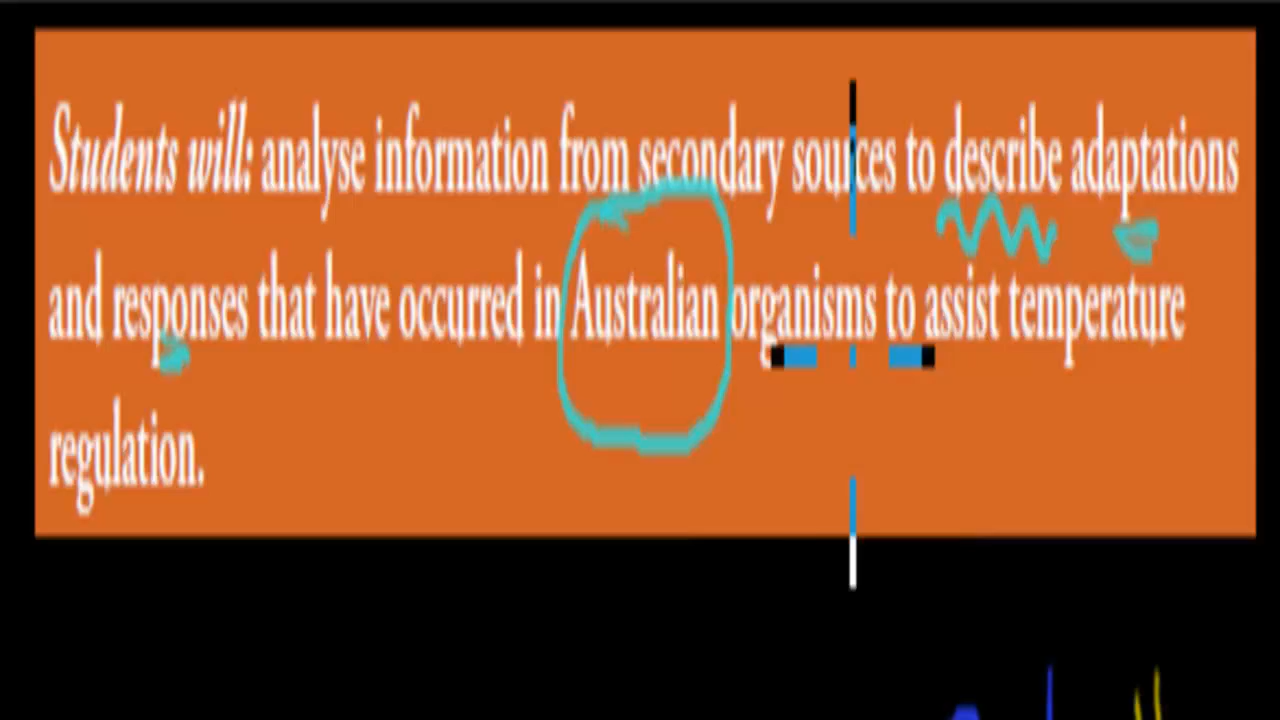 Students will: analyse information from secondary sources to describe adaptations
and responses that have occurred in Australian organisms to assist temperature
regulation.